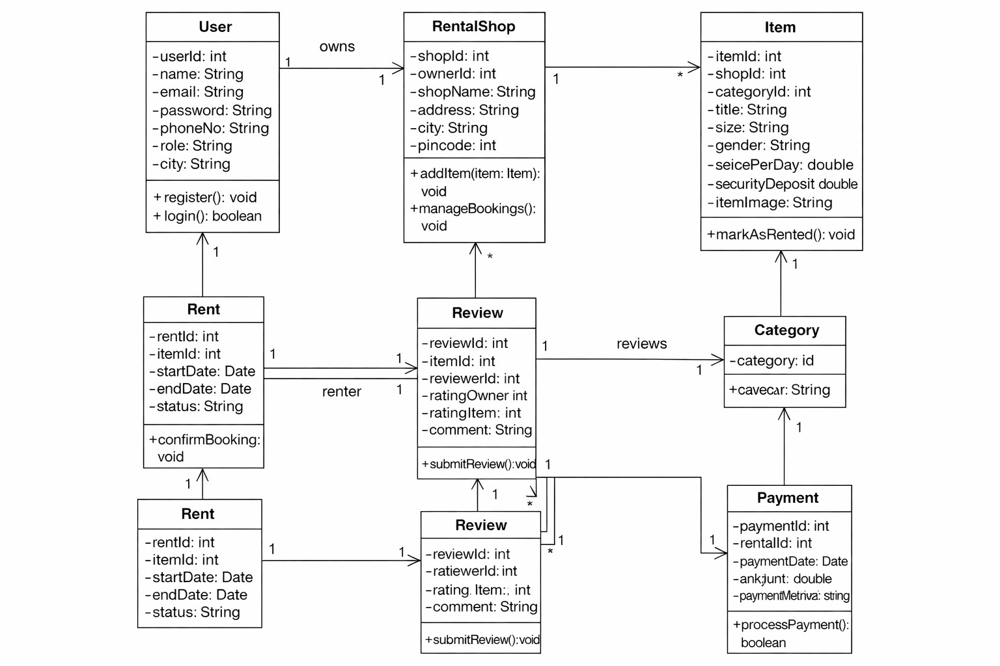 User
-userId: int
-name: String
-email: String
-password: String
-phoneNo: String
-role: String
-city: String
+ register(): void
+ login(): boolean
1
owns
1
RentalShop
-shopId: int
-ownerId: int
-shopName: String
-address: String
-city: String
-pincode: int
+ addItem(item: Item):
void
+manageBookings():
void
1
*
Item
-itemId: int
-shopId: int
-categoryId: int
-title: String
-size: String
-gender: String
-seicePerDay: double
-securityDeposit double
-itemImage: String
+markAsRented(): void
1
*
1
Rent
-rentId: int
-itemId: int
-startDate: Date
-endDate: Date
-status: String
+confirmBooking:
void
1
1
renter
1
Review
-reviewId: int
-itemId: int
-reviewerId: int
-ratingOwner int
-ratingItem: int
-comment: String
+submitReview():void
1
reviews
1
Category
-category: id
+cavecar: String
1
1
1
1
*
Rent
-rentId: int
-itemId: int
-startDate: Date
-endDate: Date
-status: String
1
1
Review
-reviewId: int
-ratiewerId: int
-rating. Item:; int
-comment: String
+submitReview():void
1
*
1
Payment
-paymentId: int
-rentalId: int
-paymentDate: Date
double
string
+processPayment():
boolean